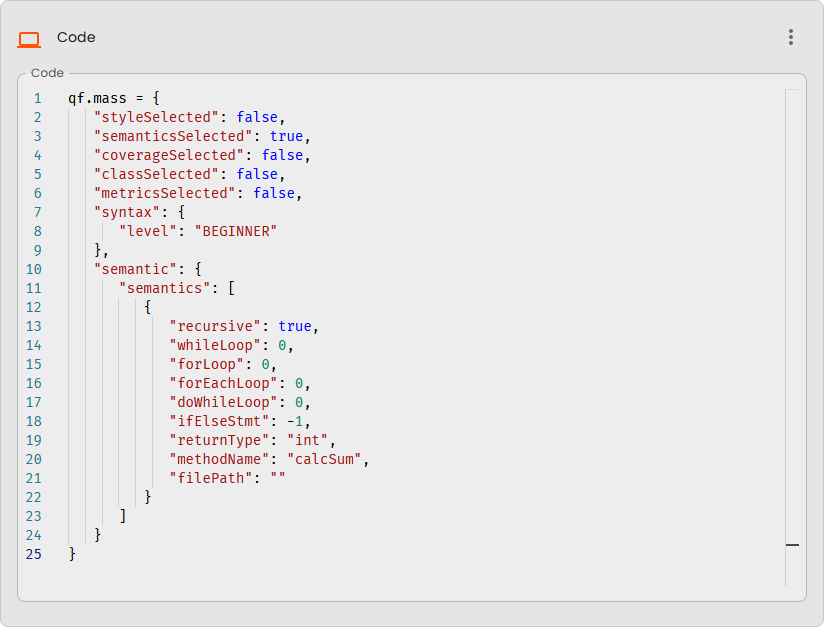 Code
Code
1 qf.mass = {
2 "styleSelected": false,
3 "semanticsSelected": true,
4 "coverageSelected": false,
5 "classSelected": false,
6 "metricsSelected": false,
7 "syntax": {
8 "level": "BEGINNER"
9 },
10 "semantic": {
11 "semantics": [
12 {
13 "recursive": true,
14 "whileLoop": 0,
15 "forLoop": 0,
16 "forEachLoop": 0,
17 "doWhileLoop": 0,
18 "ifElseStmt": -1,
19 "returnType": "int",
20 "methodName": "calcSum",
21 "filePath": ""
22 }
23 ]
24 }
25 }